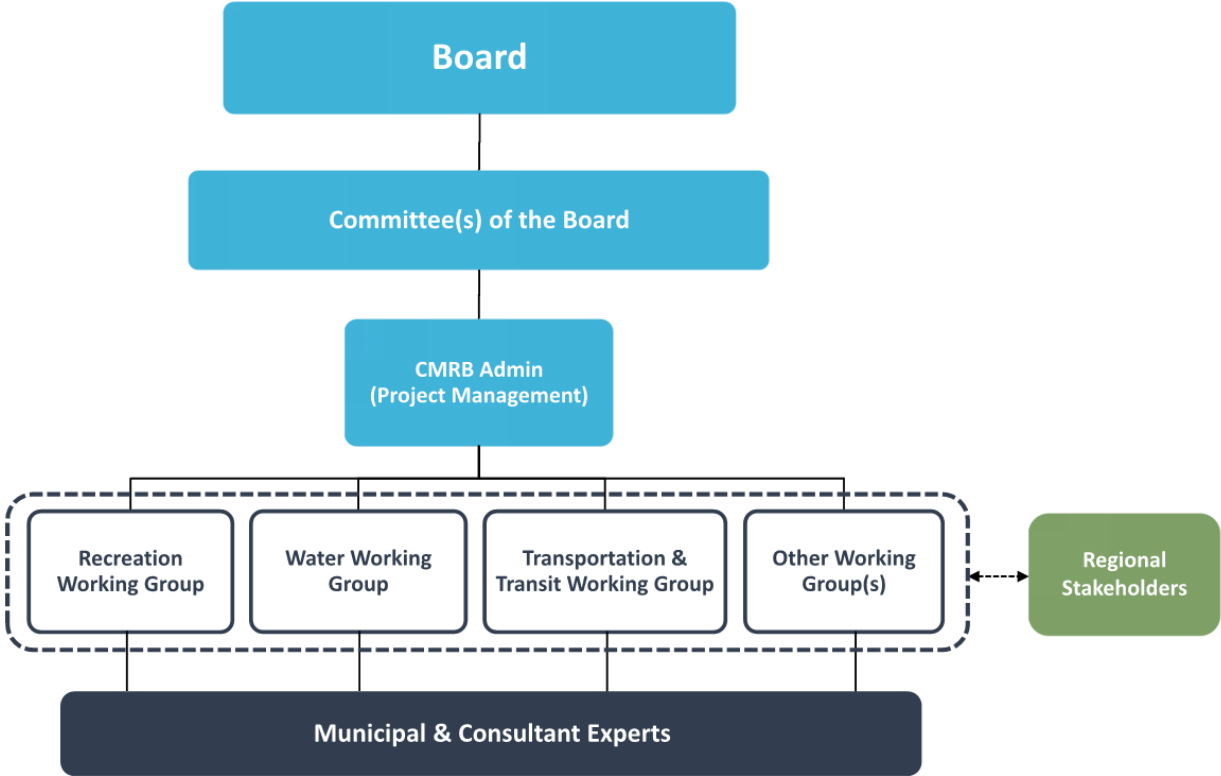 Board
Committee(s) of the Board
CMRB Admin
(Project Management)
Recreation
Working Group
Water Working
Group
Transportation &
Transit Working Group
Other Working
Group(s)
Regional
Stakeholders
Municipal & Consultant Experts